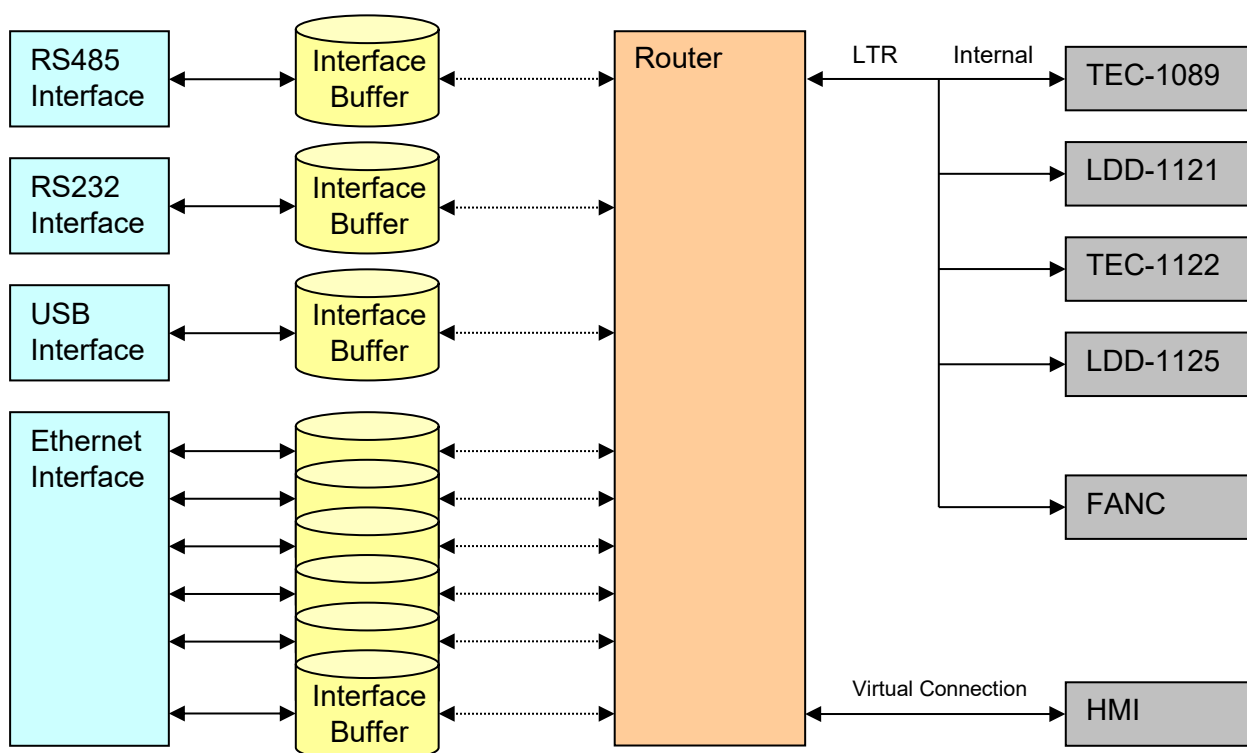 RS485
Interface
Interface
Buffer
Router
LTR
Internal
TEC-1089
RS232
Interface
Interface
Buffer
LDD-1121
TEC-1122
USB
Interface
Interface
Buffer
LDD-1125
Ethernet
Interface
FANC
Interface
Buffer
Virtual Connection
HMI